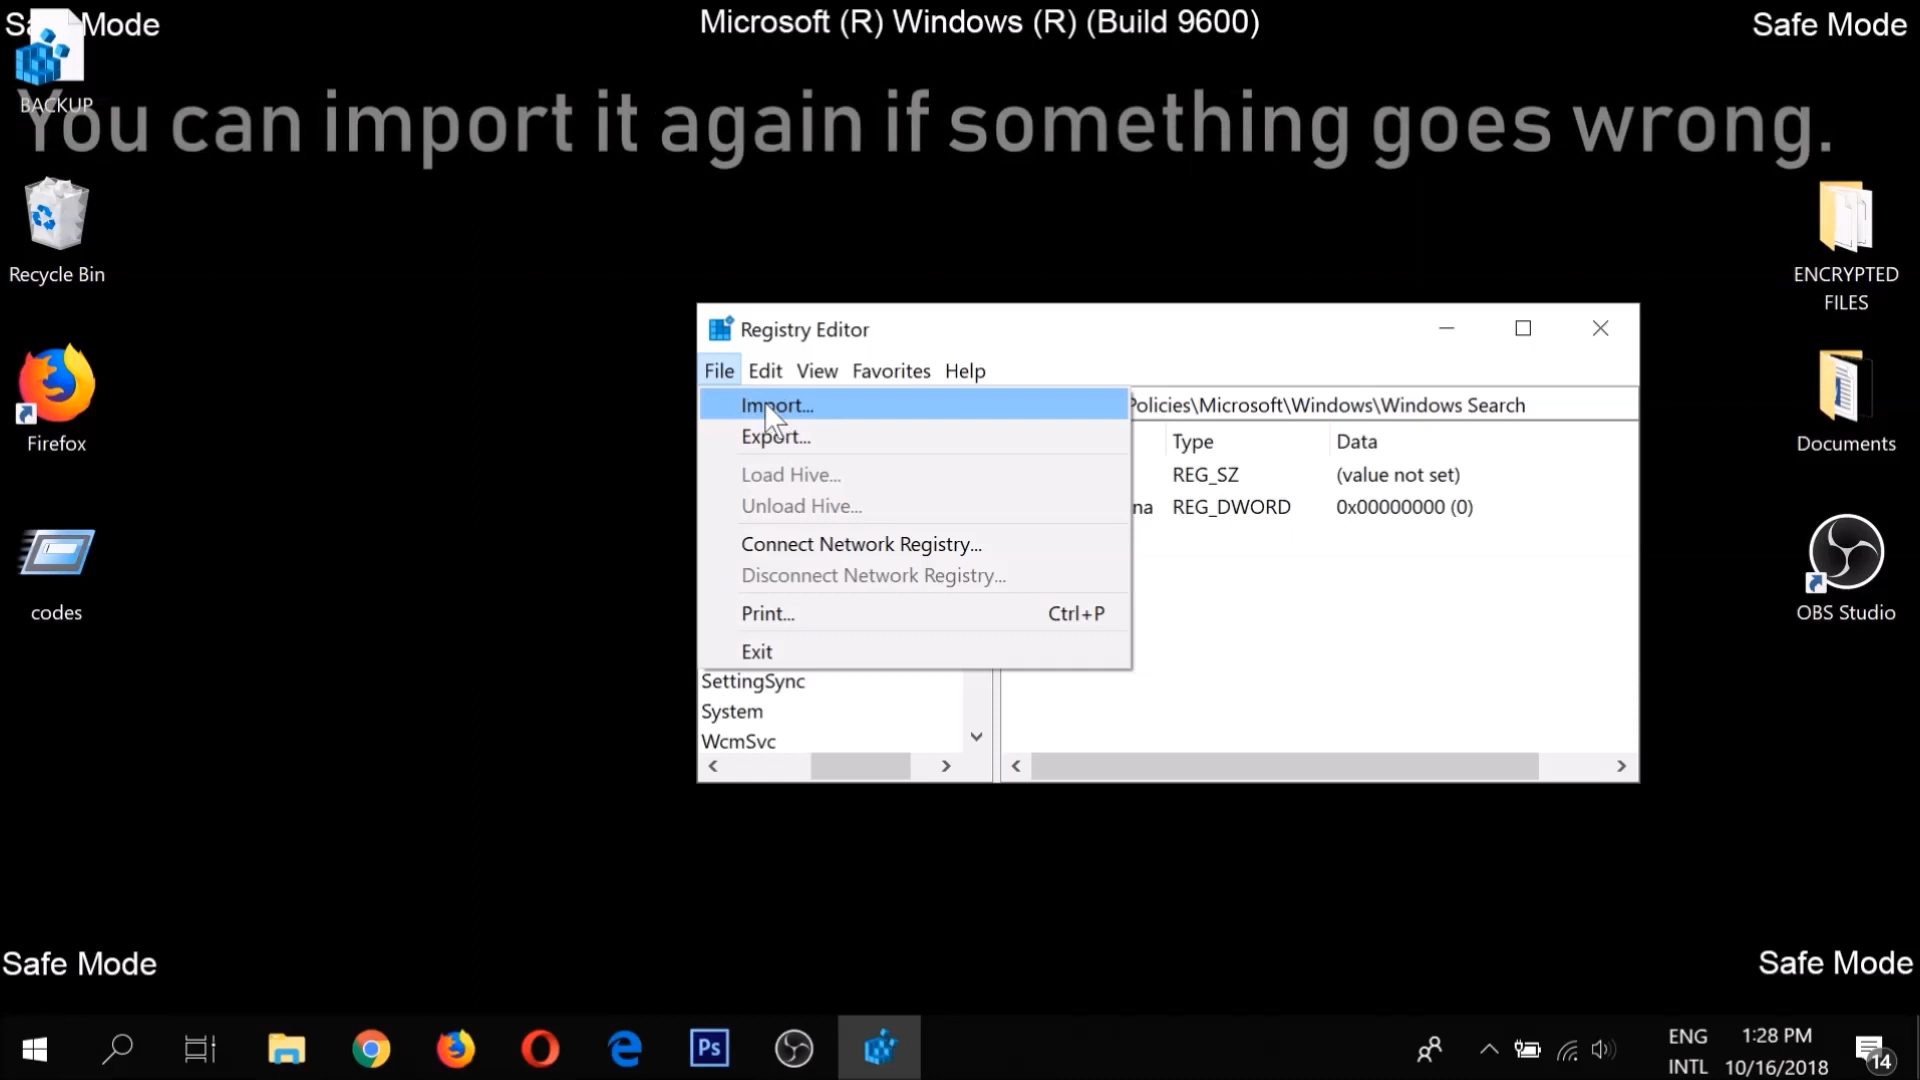 Microsoft (R) Windows (R) (Build 9600)
Mode
Safe Mode
BACKUP
You can import it again if something goes wrong.
Recycle Bin
ENCRYPTED
FILES
Firefox
Documents
codes
OBS Studio
Registry Editor
File Edit View Favorites Help
Import...
Policies\Microsoft\Windows\Windows Search
Export...
Type Data
Load Hive...
REG_SZ (value not set)
Unload Hive...
na REG_DWORD 0x00000000 (0)
Connect Network Registry...
Disconnect Network Registry...
Print... Ctrl+P
Exit
SettingSync
System
WcmSvc
Safe Mode
Safe Mode
Ps
ENG
INTL
1:28 PM
10/16/2018
14